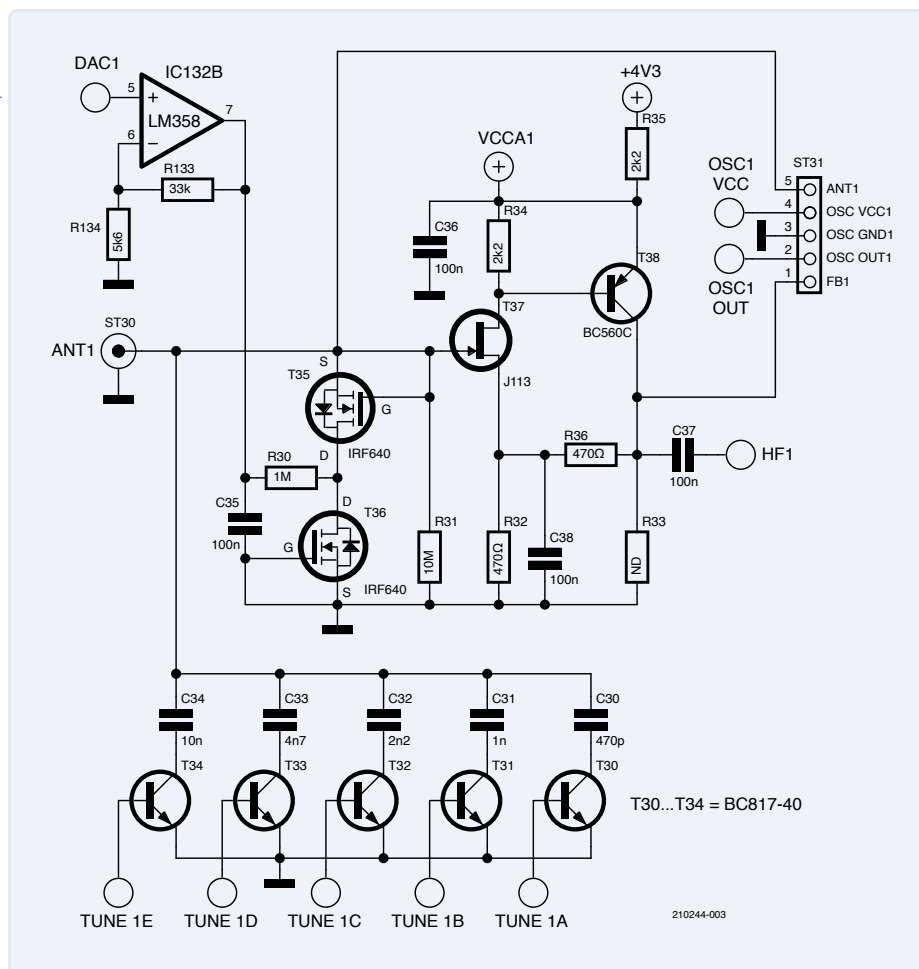 DAC1
IC132B
5
+
LM358
7
6
−
R133
33k
R134
5k6
+4V3
R35
2k2
VCCA1
OSC1
VCC
ST31
5
ANT1
4
OSC VCC1
3
OSC GND1
2
OSC OUT1
1
FB1
OSC1
OUT
C36
100n
R34
2k2
T38
BC560C
T37
J113
ST30
ANT1
S
T35
G
IRF640
D
R30
1M
C35
100n
D
T36
G
S
IRF640
R31
10M
R32
470Ω
C38
100n
R36
470Ω
C37
100n
HF1
R33
ND
C34
10n
C33
4n7
C32
2n2
C31
1n
C30
470p
T34
T33
T32
T31
T30
T30...T34 = BC817-40
TUNE 1E
TUNE 1D
TUNE 1C
TUNE 1B
TUNE 1A
210244-003